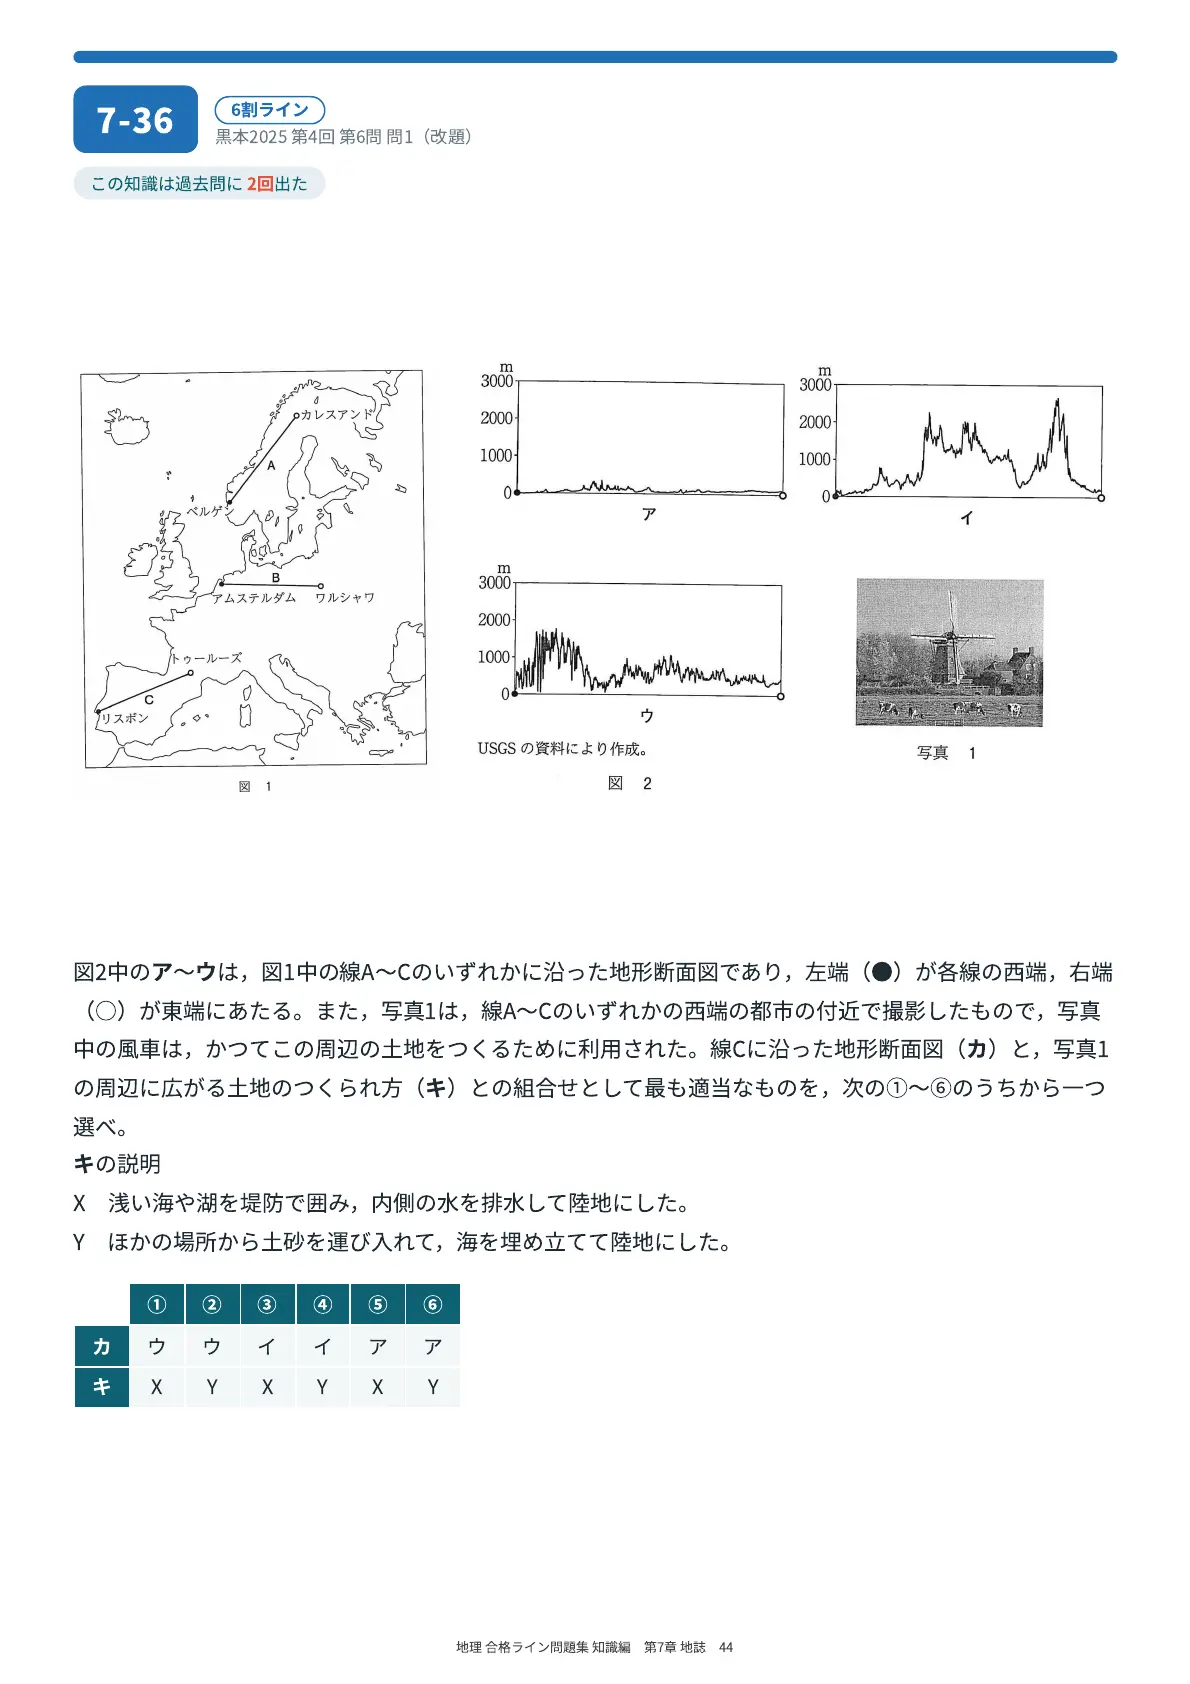 7-36
6割ライン
黒本2025 第4回 第6問 問1（改題）
この知識は過去問に 2回出た
カレスアンド
A
ベルゲン
B
アムステルダム ワルシャワ
トゥールーズ
C
リスボン
図 1
m
3000
2000
1000
0
ア
m
3000
2000
1000
0
イ
m
3000
2000
1000
0
ウ
USGS の資料により作成。
図 2
写真 1
図2中のア～ウは，図1中の線A～Cのいずれかに沿った地形断面図であり，左端（●）が各線の西端，右端
（○）が東端にあたる。また，写真1は，線A～Cのいずれかの西端の都市の付近で撮影したもので，写真
中の風車は，かつてこの周辺の土地をつくるために利用された。線Cに沿った地形断面図（カ）と，写真1
の周辺に広がる土地のつくられ方（キ）との組合せとして最も適当なものを，次の①～⑥のうちから一つ
選べ。
キの説明
X 浅い海や湖を堤防で囲み，内側の水を排水して陸地にした。
Y ほかの場所から土砂を運び入れて，海を埋め立てて陸地にした。
① ② ③ ④ ⑤ ⑥
カ ウ ウ イ イ ア ア
キ X Y X Y X Y
地理 合格ライン問題集 知識編 第7章 地誌 44